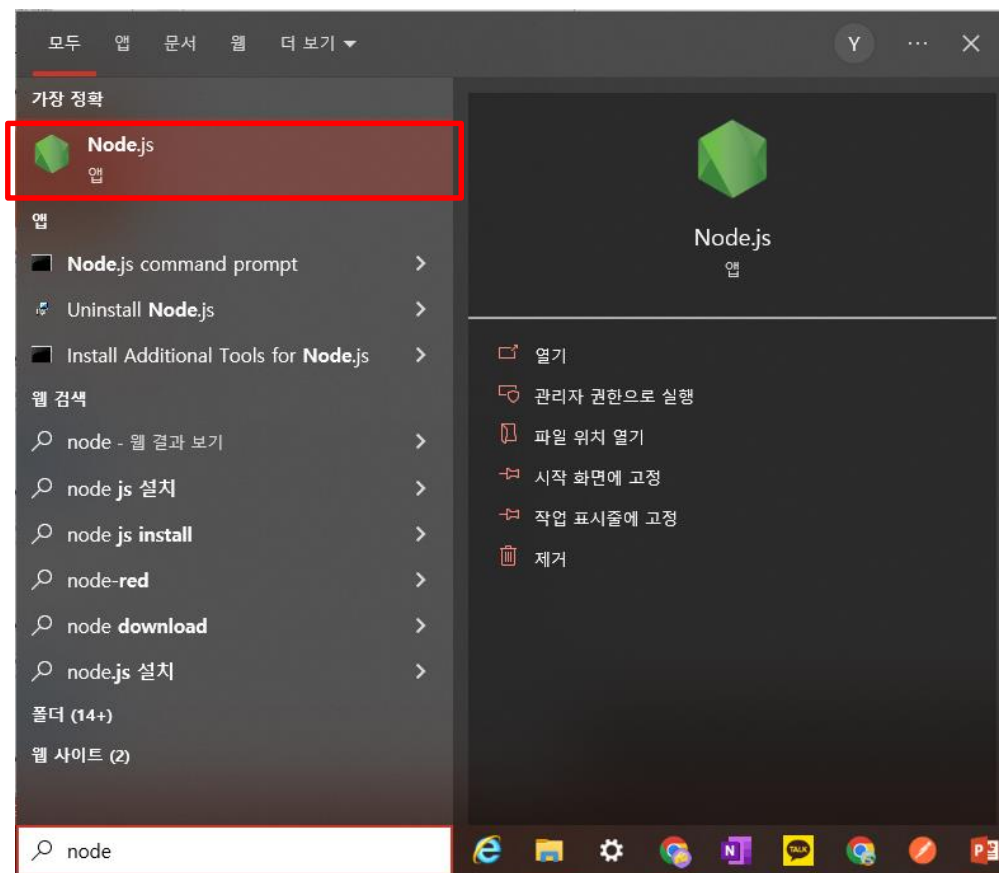 모두 앱 문서 웹 더 보기 Y ...
가장 정확
Node.js
앱
앱
Node.js command prompt
Uninstall Node.js
Install Additional Tools for Node.js
웹 검색
node - 웹 결과 보기
node js 설치
node js install
node-red
node download
node.js 설치
폴더 (14+)
웹 사이트 (2)
node
Node.js
앱
열기
관리자 권한으로 실행
파일 위치 열기
시작 화면에 고정
작업 표시줄에 고정
제거
N TALK P